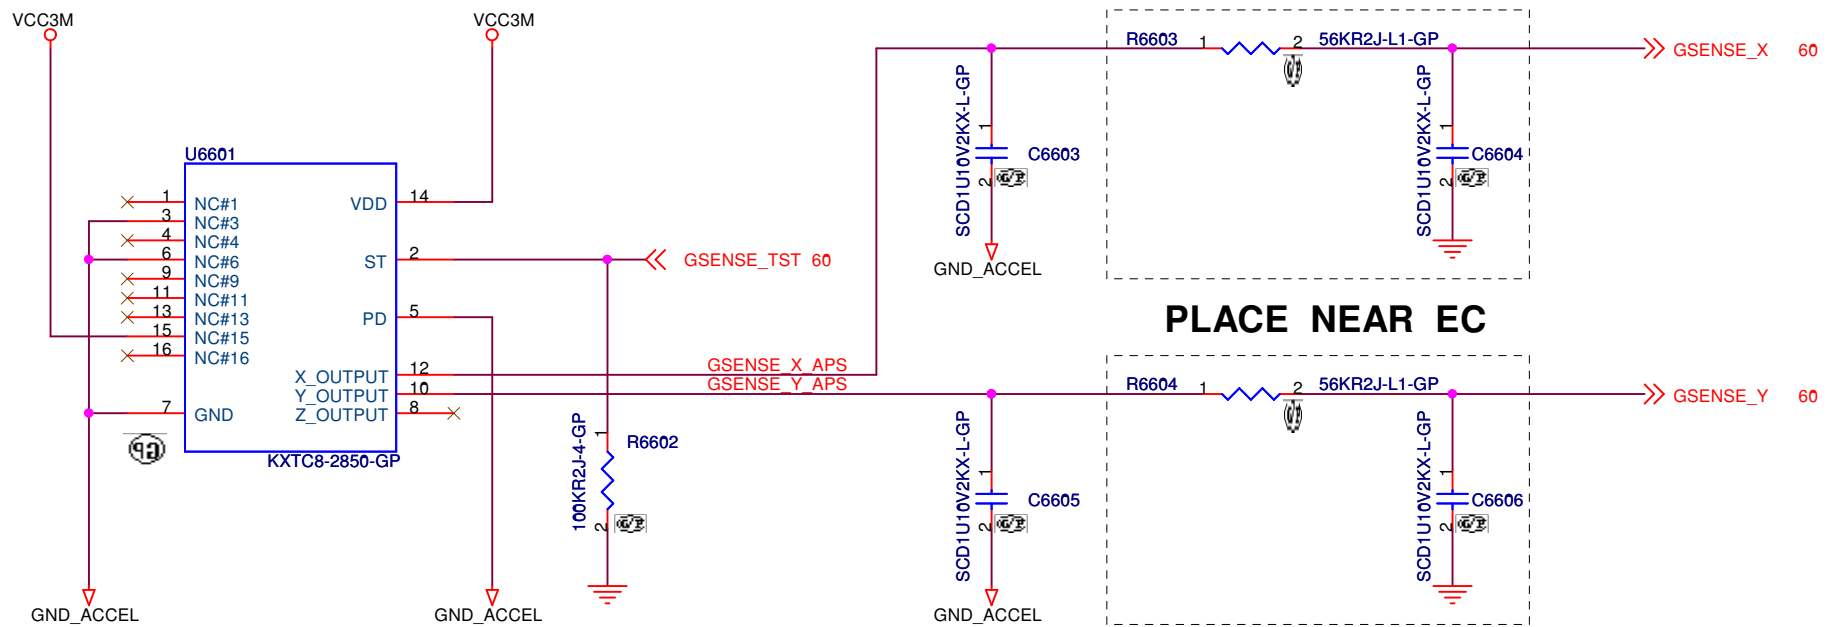 VCC3M
VCC3M
R6603
1
2
56KR2J-L1-GP
GSENSE_X 60
SCD1U10V2KX-L-GP
1
C6603
2
GND_ACCEL
SCD1U10V2KX-L-GP
1
C6604
2
U6601
1 NC#1
3 NC#3
4 NC#4
6 NC#6
9 NC#9
11 NC#11
13 NC#13
15 NC#15
16 NC#16
7 GND
VDD 14
ST 2
PD 5
X_OUTPUT 12
Y_OUTPUT 10
Z_OUTPUT 8
GP
KXTC8-2850-GP
GSENSE_TST 60
PLACE NEAR EC
GSENSE_X_APS
GSENSE_Y_APS
R6604
1
2
56KR2J-L1-GP
GSENSE_Y 60
100KR2J-4-GP
1
R6602
2
SCD1U10V2KX-L-GP
1
C6605
2
SCD1U10V2KX-L-GP
1
C6606
2
GND_ACCEL
GND_ACCEL
GND_ACCEL